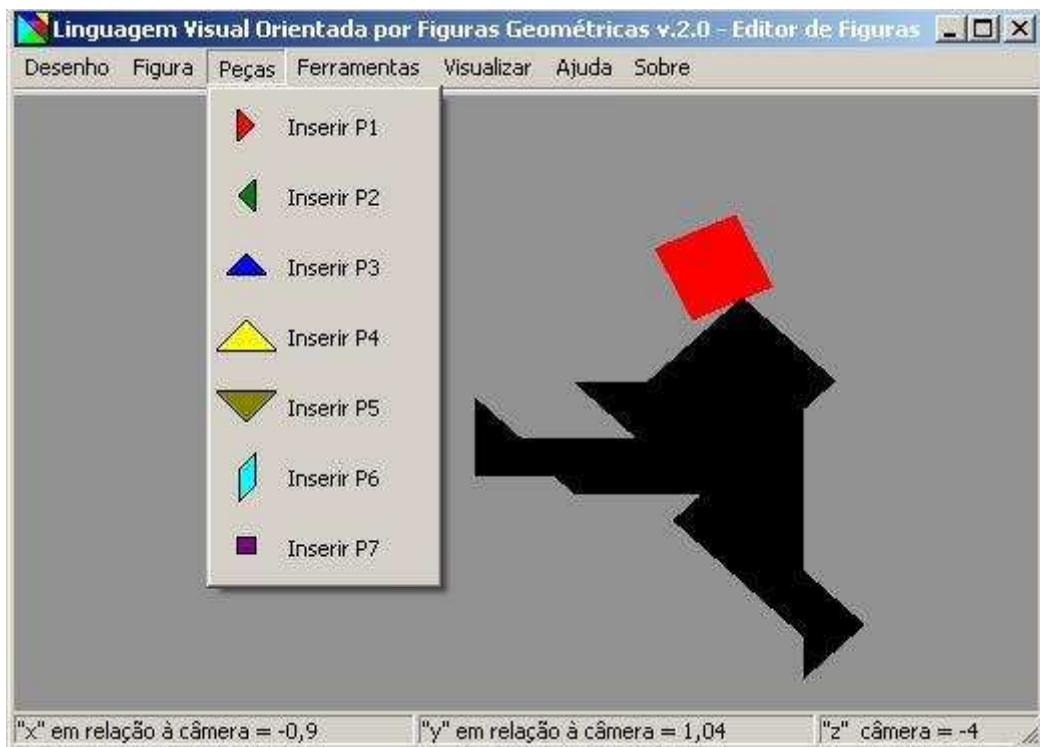 Linguagem Visual Orientada por Figuras Geométricas v.2.0 - Editor de Figuras
Desenho Figura Peças Ferramentas Visualizar Ajuda Sobre
Inserir P1
Inserir P2
Inserir P3
Inserir P4
Inserir P5
Inserir P6
Inserir P7
"x" em relação à câmera = -0,9 "y" em relação à câmera = 1,04 "z" câmera = -4